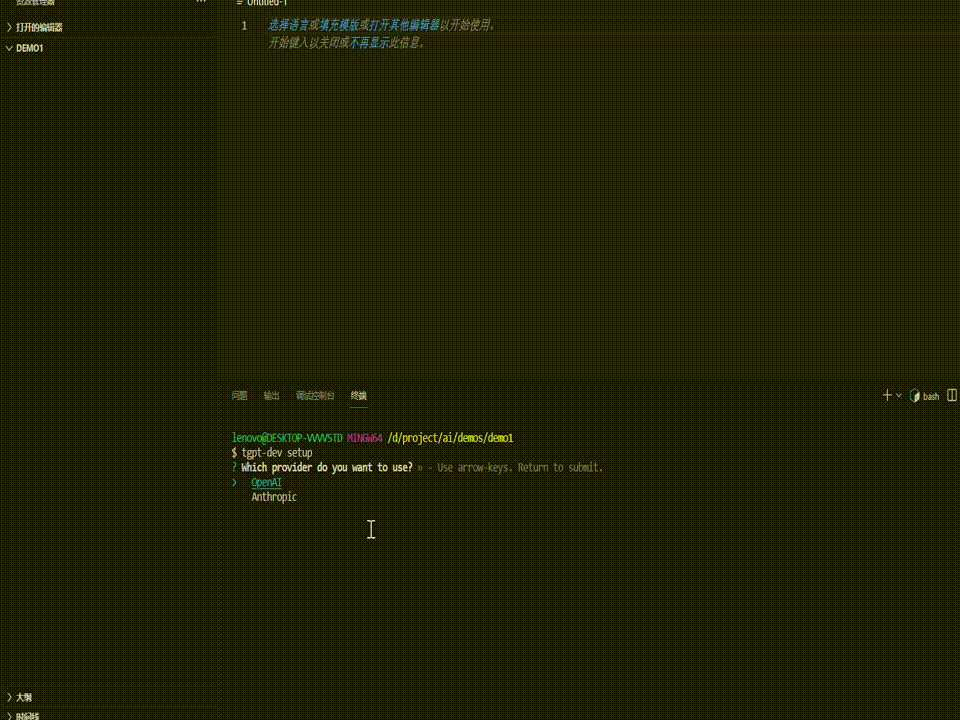 资源管理器
Untitled-1
打开的编辑器
DEMO1
1 选择语言或填充模版或打开其他编辑器以开始使用。
开始键入以关闭或不再显示此信息。
问题 输出 调试控制台 终端
bash
lenovo@DESKTOP-VVVVSTD MINGW64 /d/project/ai/demos/demo1
$ tgpt-dev setup
? Which provider do you want to use? » - Use arrow-keys. Return to submit.
> OpenAI
Anthropic
大纲
时间线